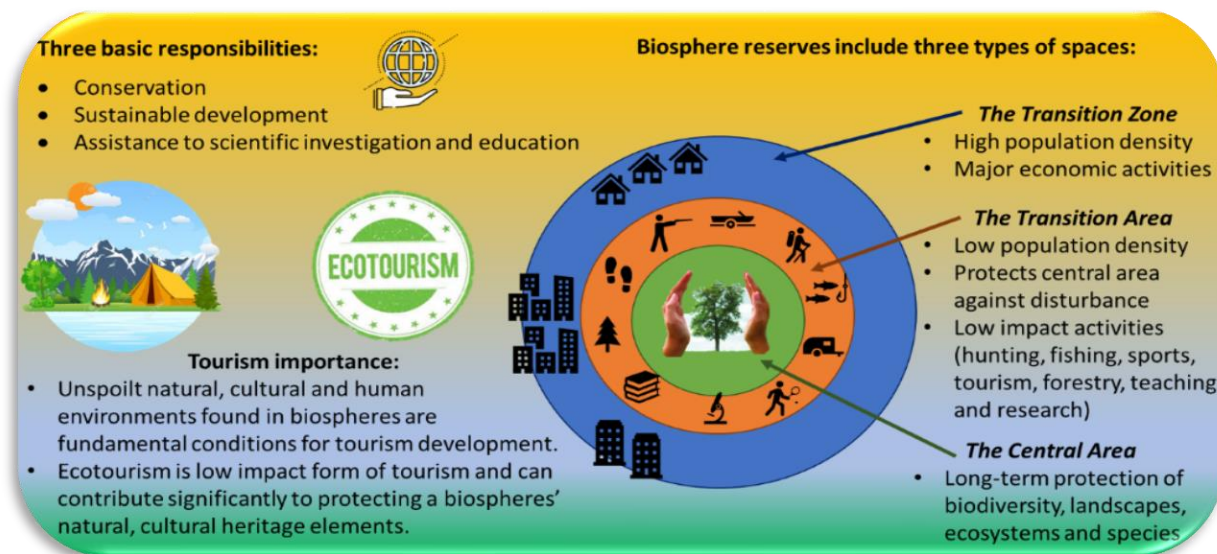 Three basic responsibilities:
• Conservation
• Sustainable development
• Assistance to scientific investigation and education
ECOTOURISM
Tourism importance:
• Unspoilt natural, cultural and human
environments found in biospheres are
fundamental conditions for tourism development.
• Ecotourism is low impact form of tourism and can
contribute significantly to protecting a biospheres'
natural, cultural heritage elements.
Biosphere reserves include three types of spaces:
The Transition Zone
• High population density
• Major economic activities
The Transition Area
• Low population density
• Protects central area
against disturbance
• Low impact activities
(hunting, fishing, sports,
tourism, forestry, teaching
and research)
The Central Area
• Long-term protection of
biodiversity, landscapes,
ecosystems and species